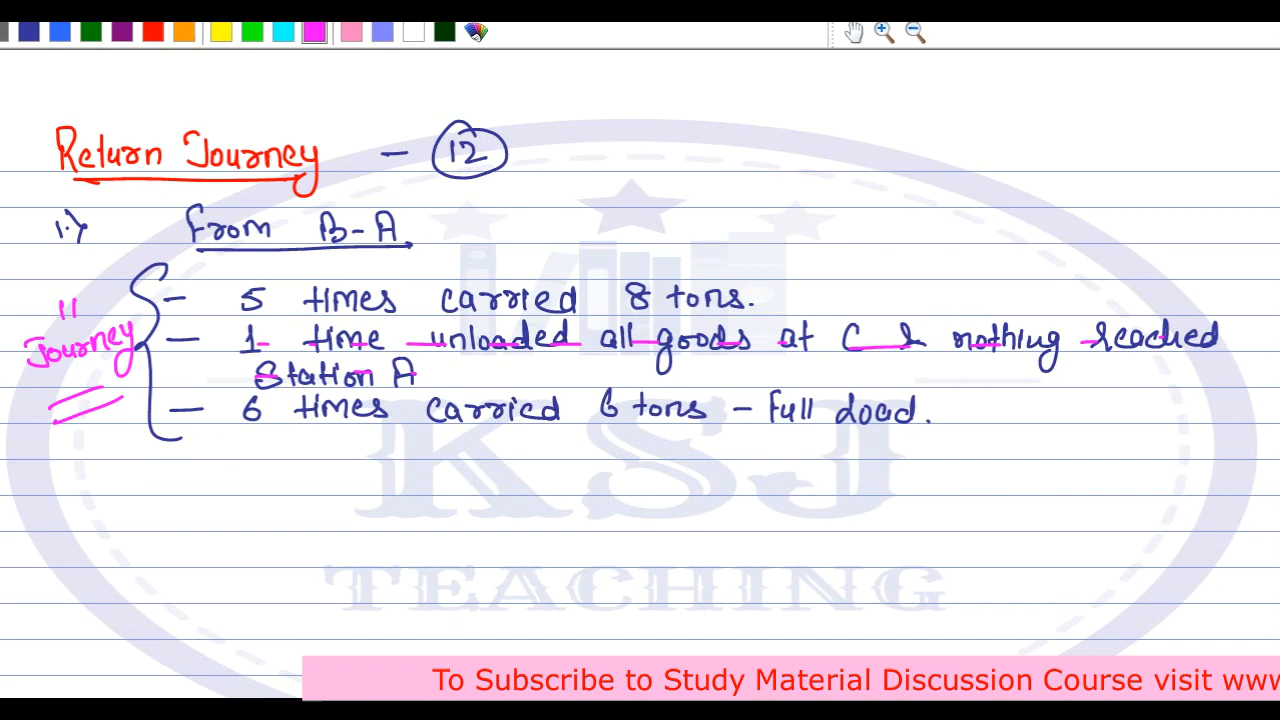 Return Journey - 12
1.) From B-A
- 5 times carried 8 tons.
11 Journey
- 1 time unloaded all goods at C & nothing reached
Station A
- 6 times carried 6 tons - Full Load.
KSJ
TEACHING
To Subscribe to Study Material Discussion Course visit www